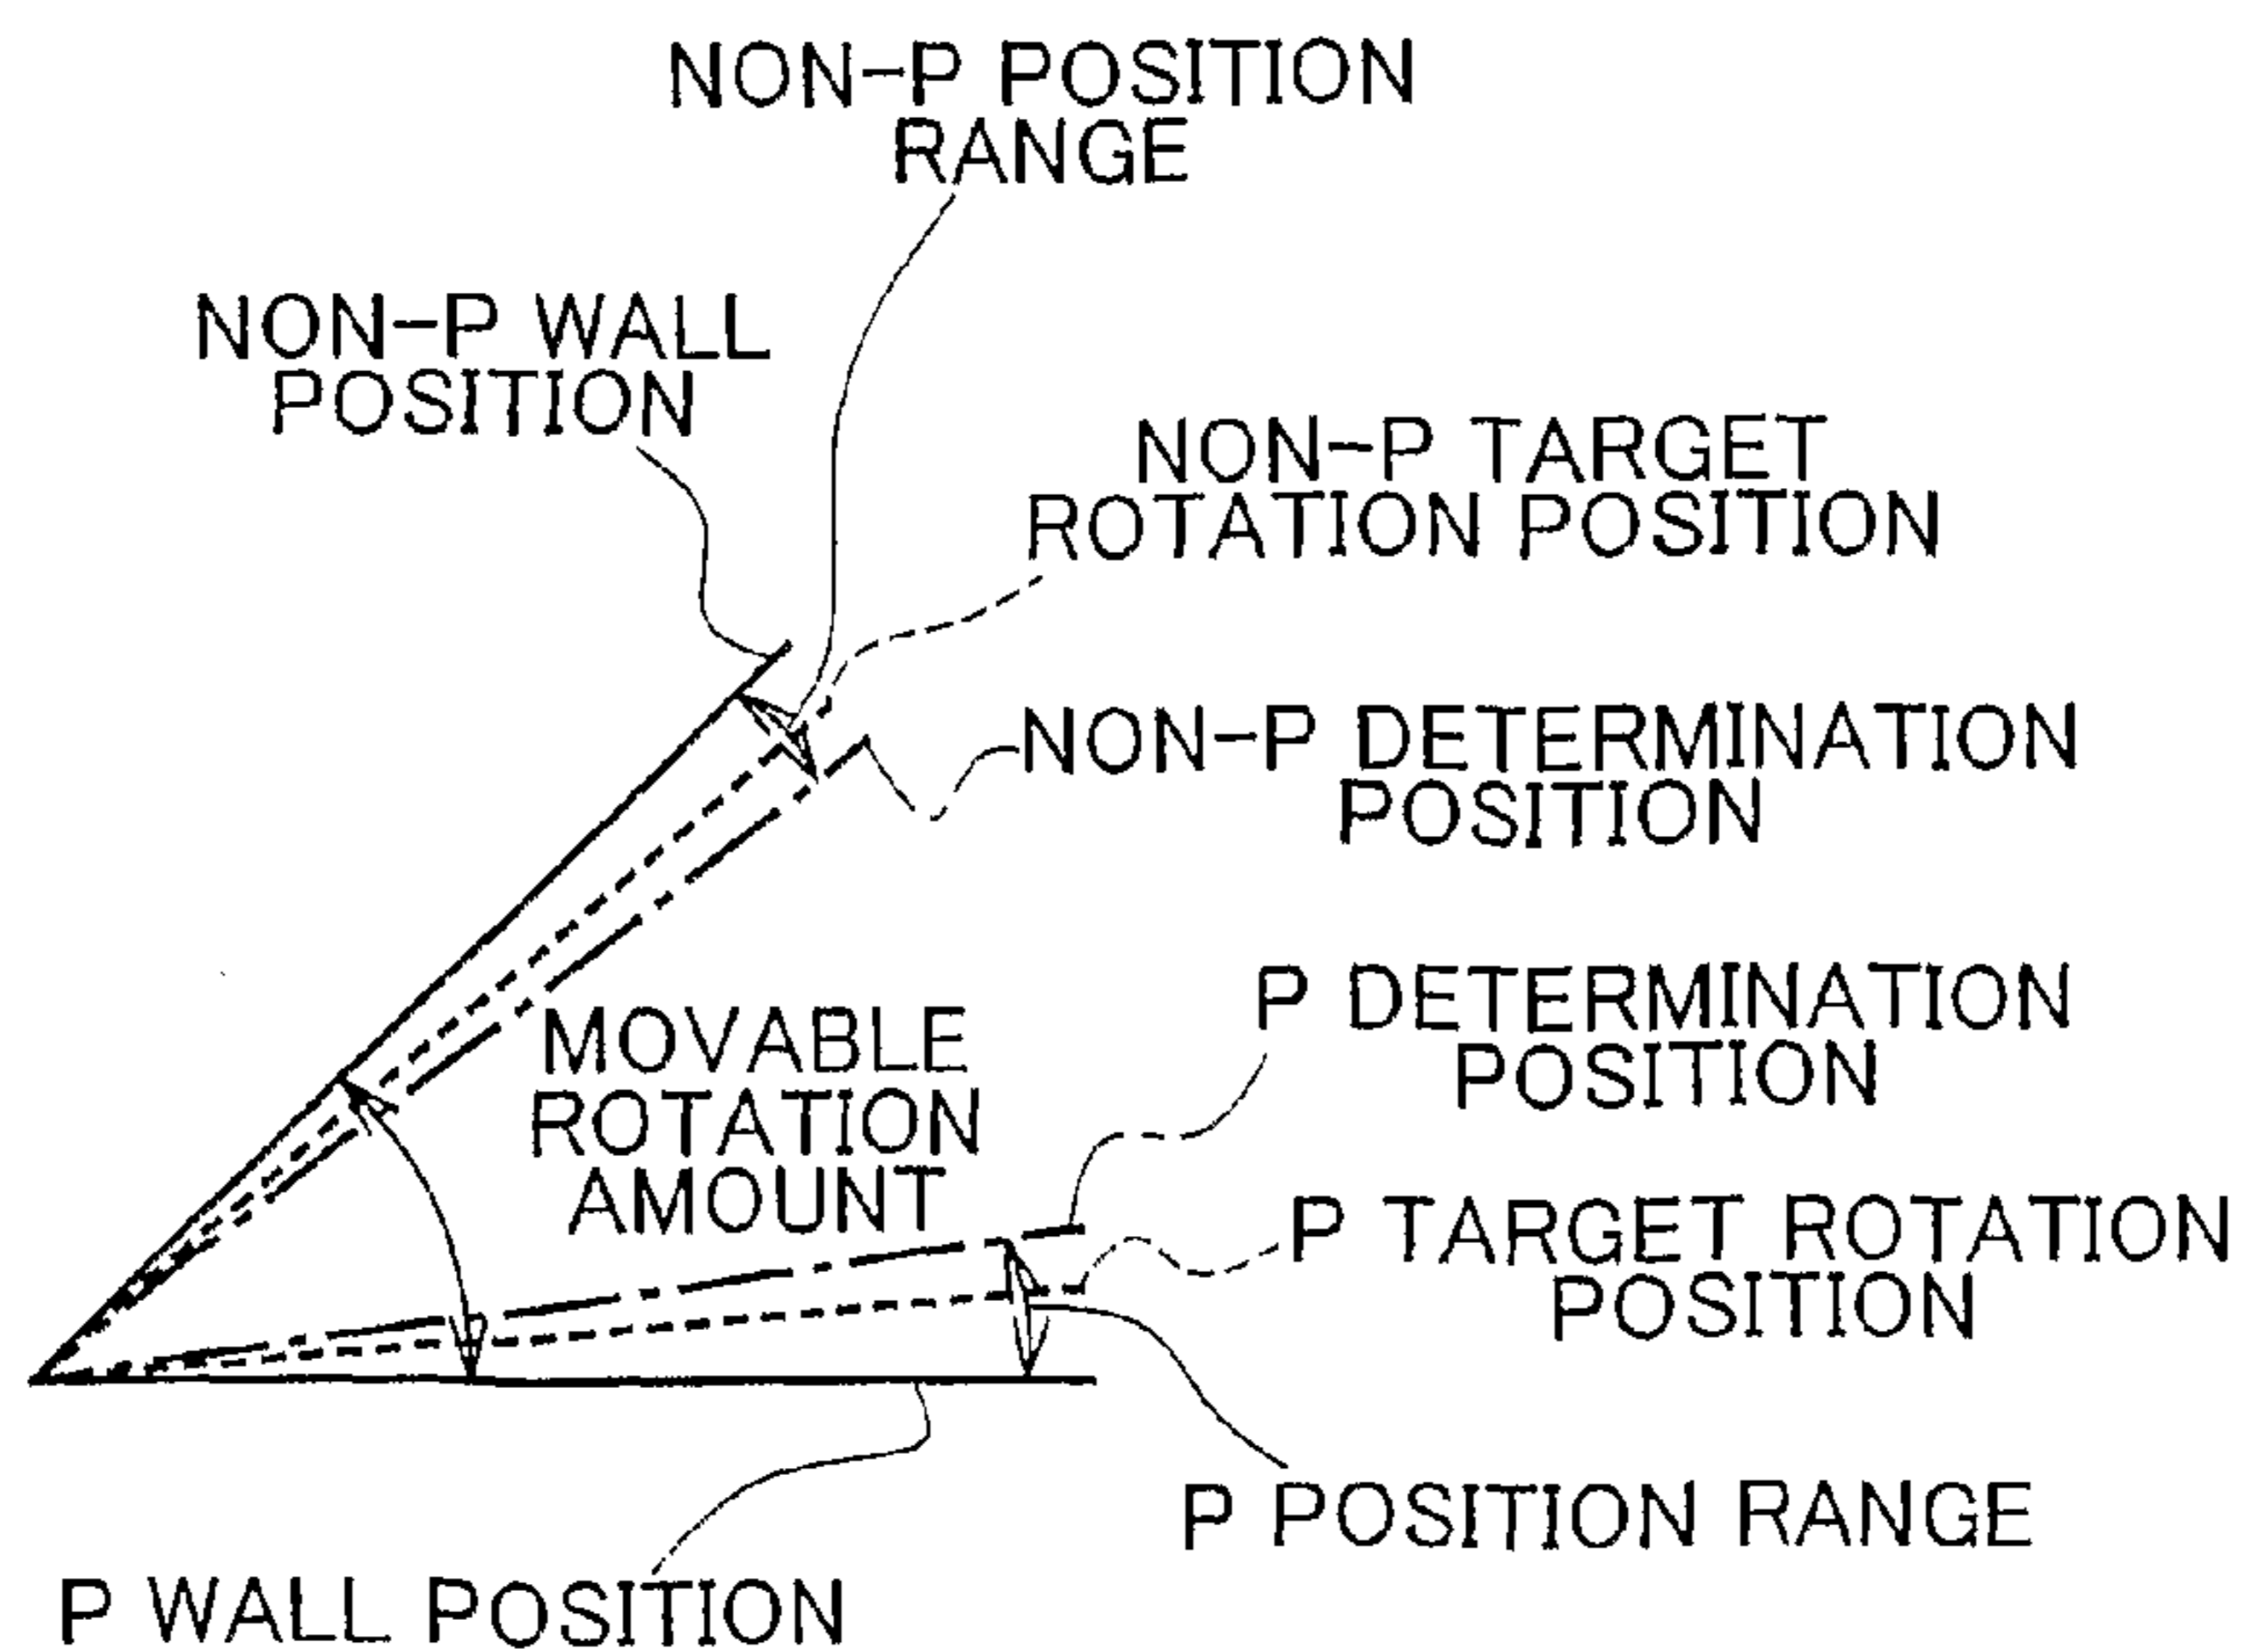 NON-P POSITION
RANGE
NON-P WALL
POSITION
NON-P TARGET
ROTATION POSITION
NON-P DETERMINATION
POSITION
P DETERMINATION
POSITION
MOVABLE
ROTATION
AMOUNT
P TARGET ROTATION
POSITION
P POSITION RANGE
P WALL POSITION